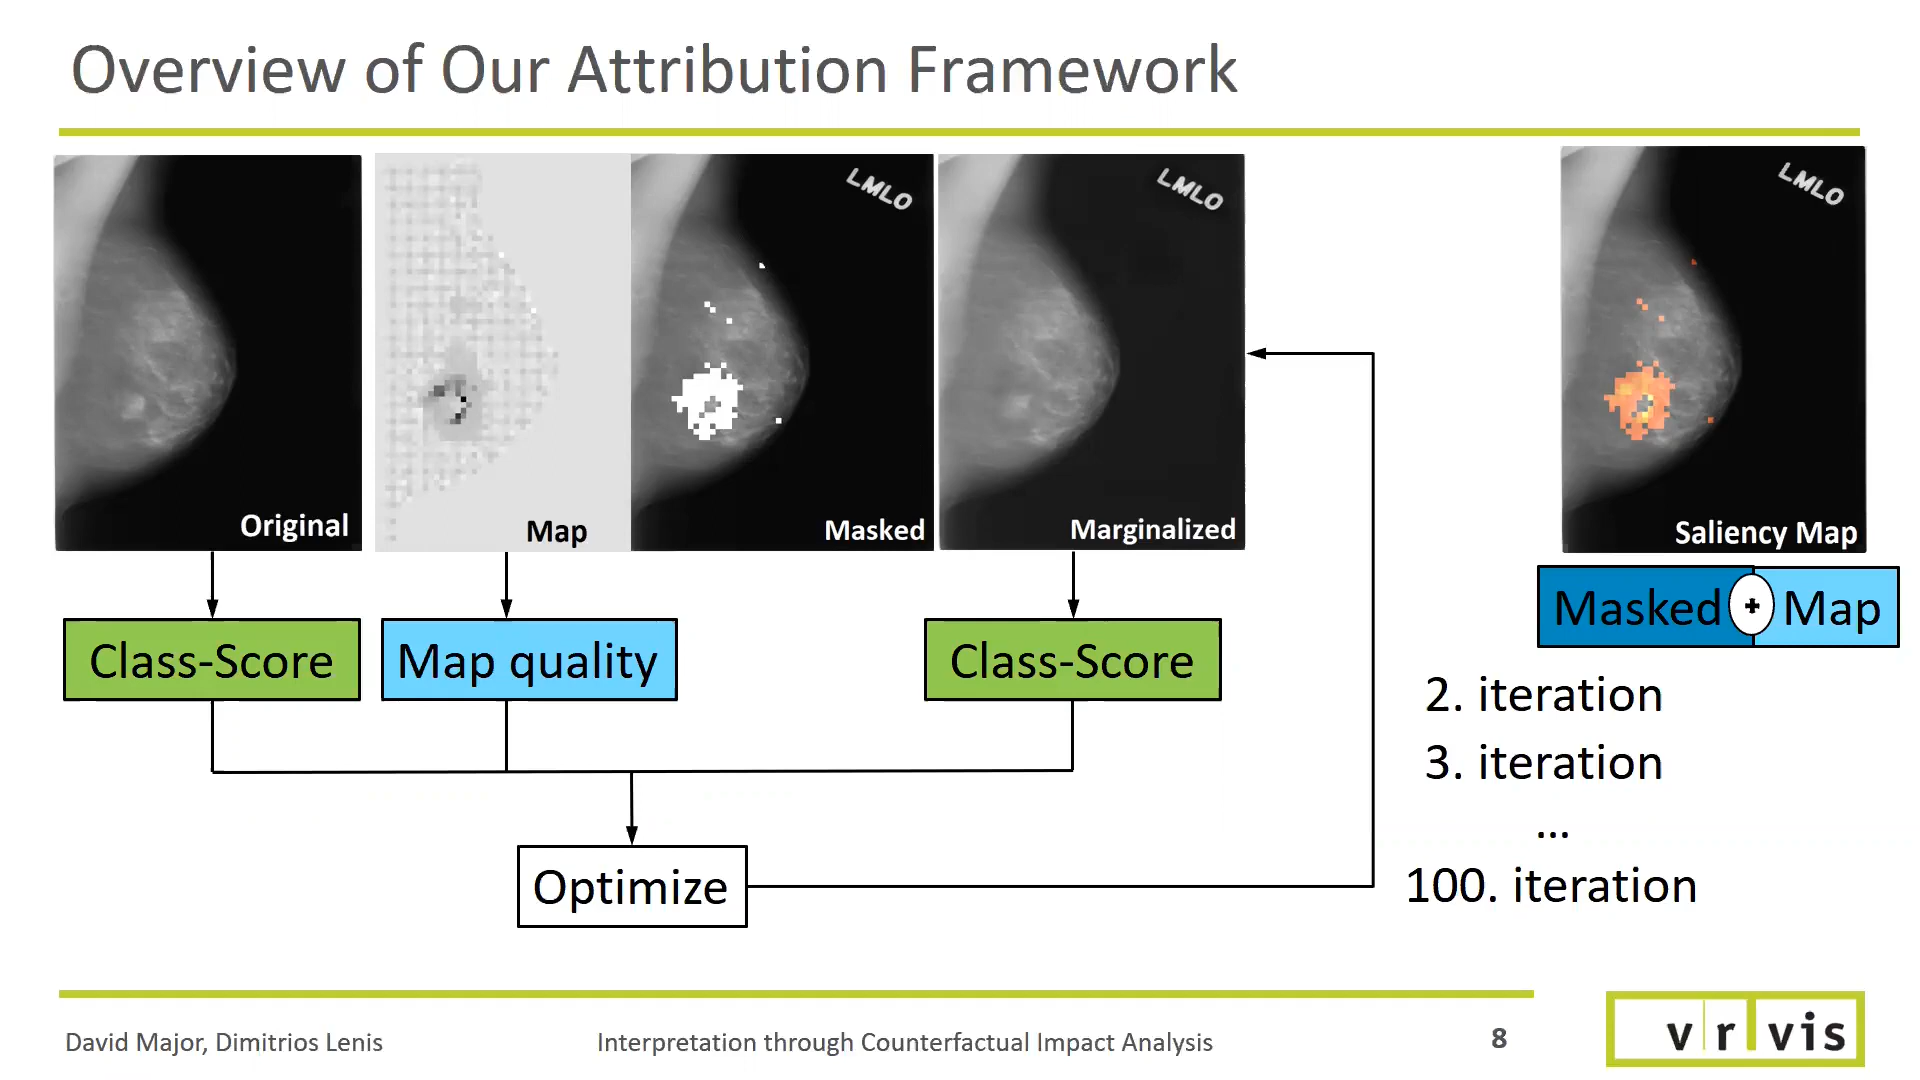 Overview of Our Attribution Framework
LMLO
LMLO
LMLO
Original
Map
Masked
Marginalized
Saliency Map
Masked + Map
Class-Score
Map quality
Class-Score
2. iteration
3. iteration
...
100. iteration
Optimize
David Major, Dimitrios Lenis
Interpretation through Counterfactual Impact Analysis
8
vrvis